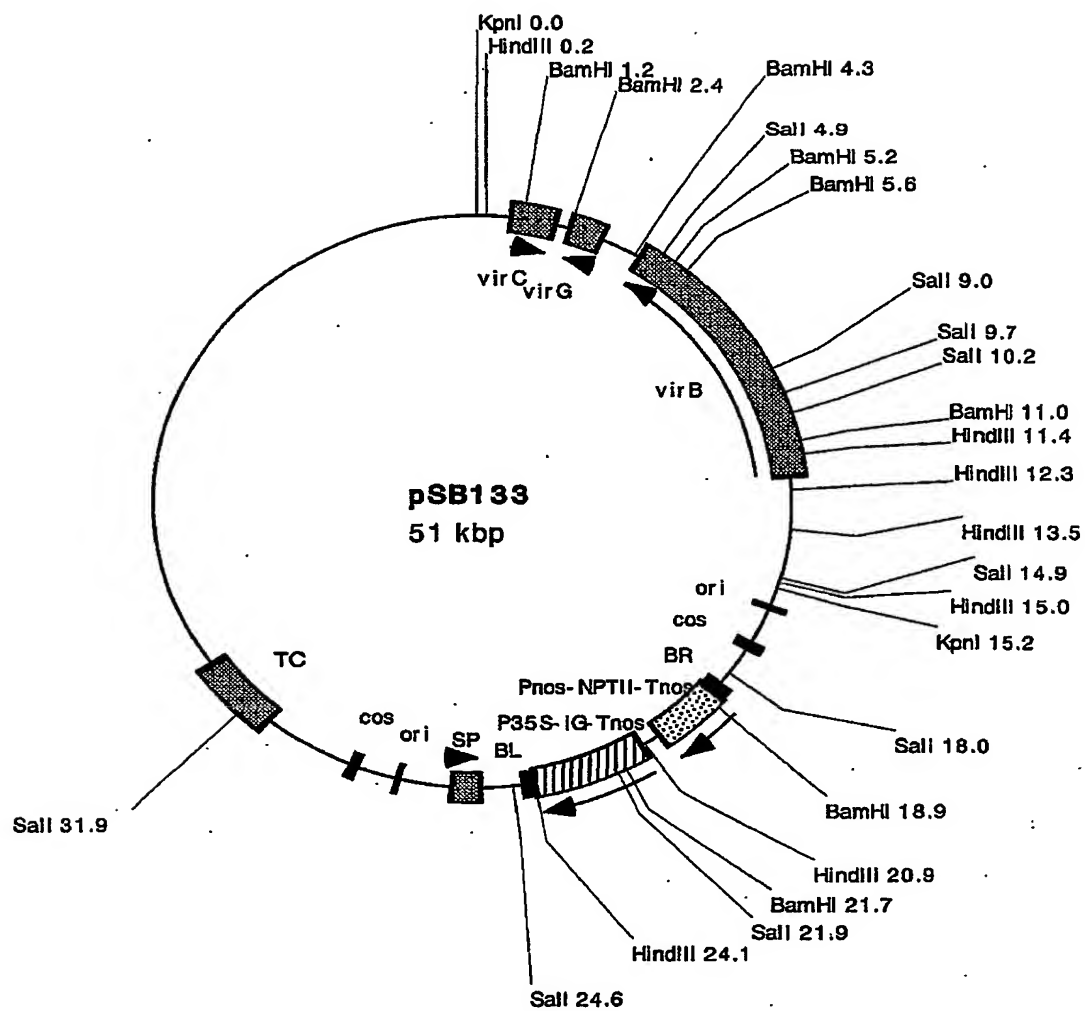 KpnI 0.0
HindIII 0.2
BamHI 1.2
BamHI 2.4
BamHI 4.3
SalI 4.9
BamHI 5.2
BamHI 5.6
SalI 9.0
SalI 9.7
SalI 10.2
BamHI 11.0
HindIII 11.4
HindIII 12.3
HindIII 13.5
SalI 14.9
HindIII 15.0
KpnI 15.2
SalI 18.0
BamHI 18.9
HindIII 20.9
BamHI 21.7
SalI 21.9
HindIII 24.1
SalI 24.6
SalI 31.9
virC
virG
virB
pSB133
51 kbp
ori
cos
BR
Pnos-NPTII-Tnos
P35S-IG-Tnos
BL
SP
ori
cos
TC